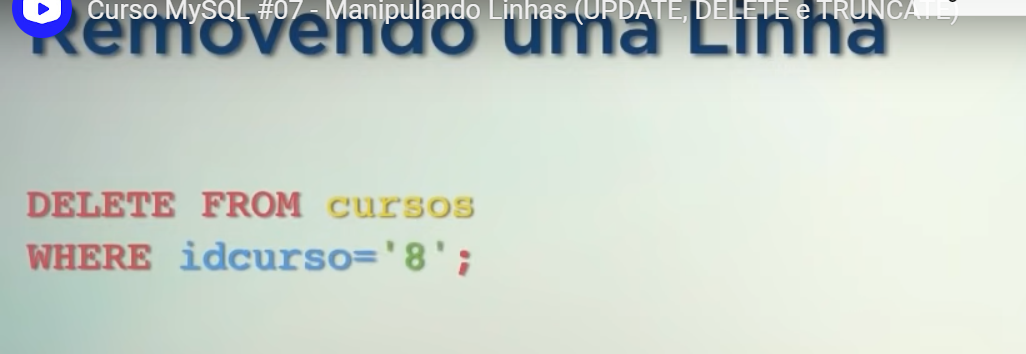 Curso MySQL #07 - Manipulando Linhas (UPDATE, DELETE e TRUNCATE)
Removendo uma Linha
DELETE FROM cursos
WHERE idcurso='8';